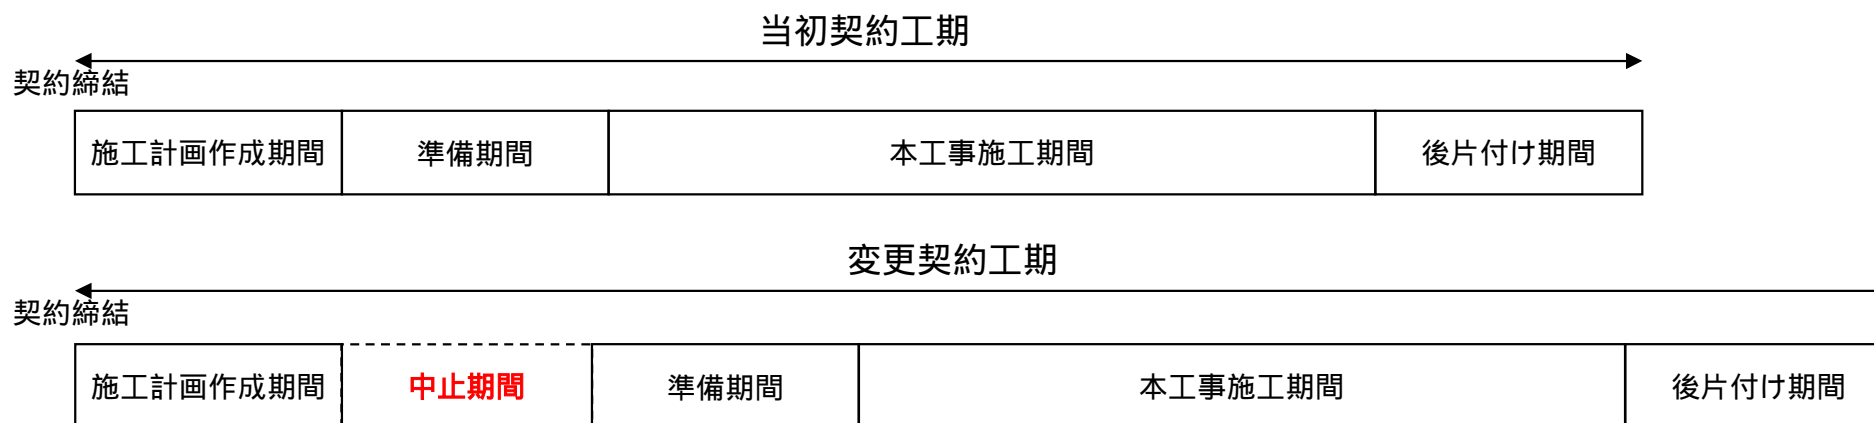 当初契約工期
契約締結
施工計画作成期間 準備期間 本工事施工期間 後片付け期間
変更契約工期
契約締結
施工計画作成期間 中止期間 準備期間 本工事施工期間 後片付け期間